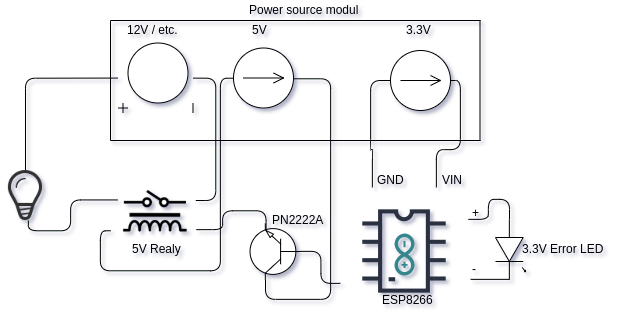 Power source modul
12V / etc.
5V
3.3V
+
GND
VIN
5V Realy
PN2222A
ESP8266
+
3.3V Error LED
-